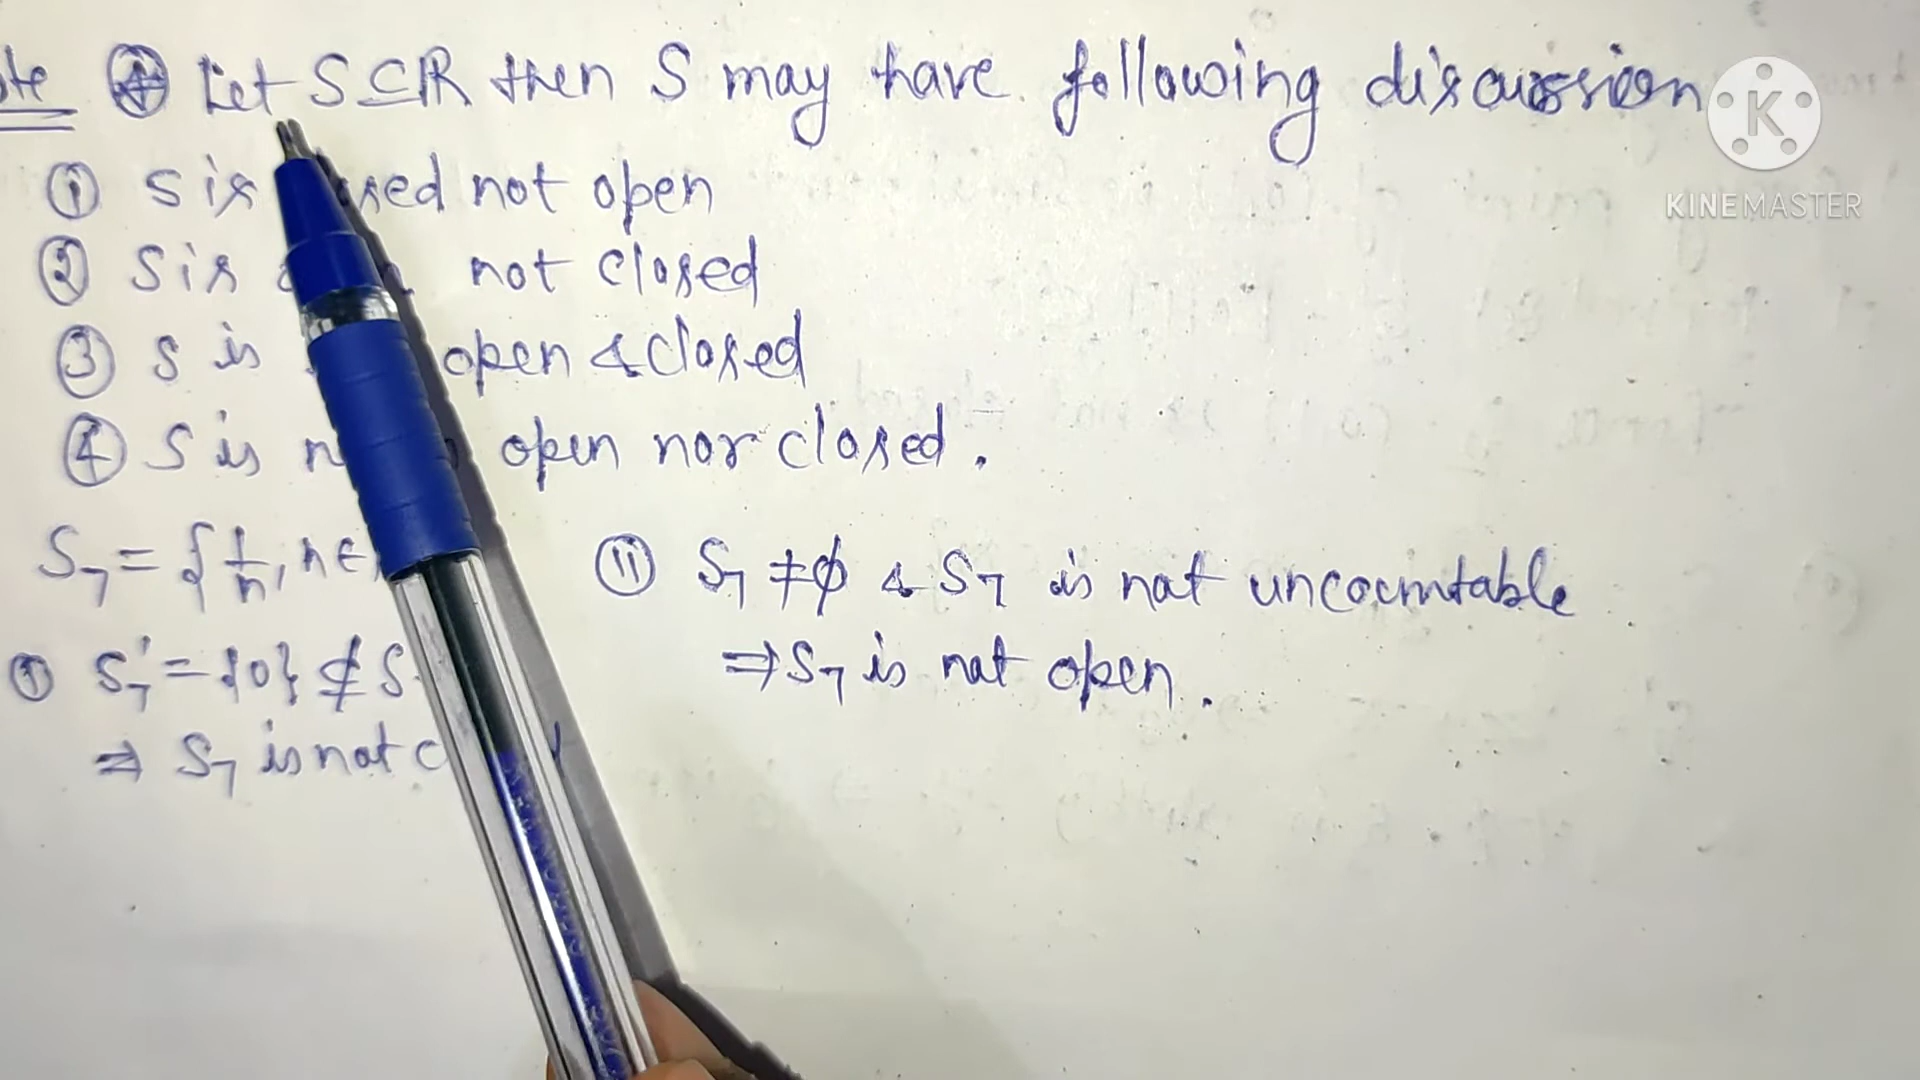 Let S ⊆ ℝ then S may have following discussion
① S is not open
② S is not closed
③ S is open & closed
④ S is open nor closed.
S₇ = {1/n, n ∈
① S₇' = {0} ⊄ S
⇒ S₇ is not
⑪ S₇ ≠ ϕ & S₇ is not uncountable
⇒ S₇ is not open.
KINEMASTER